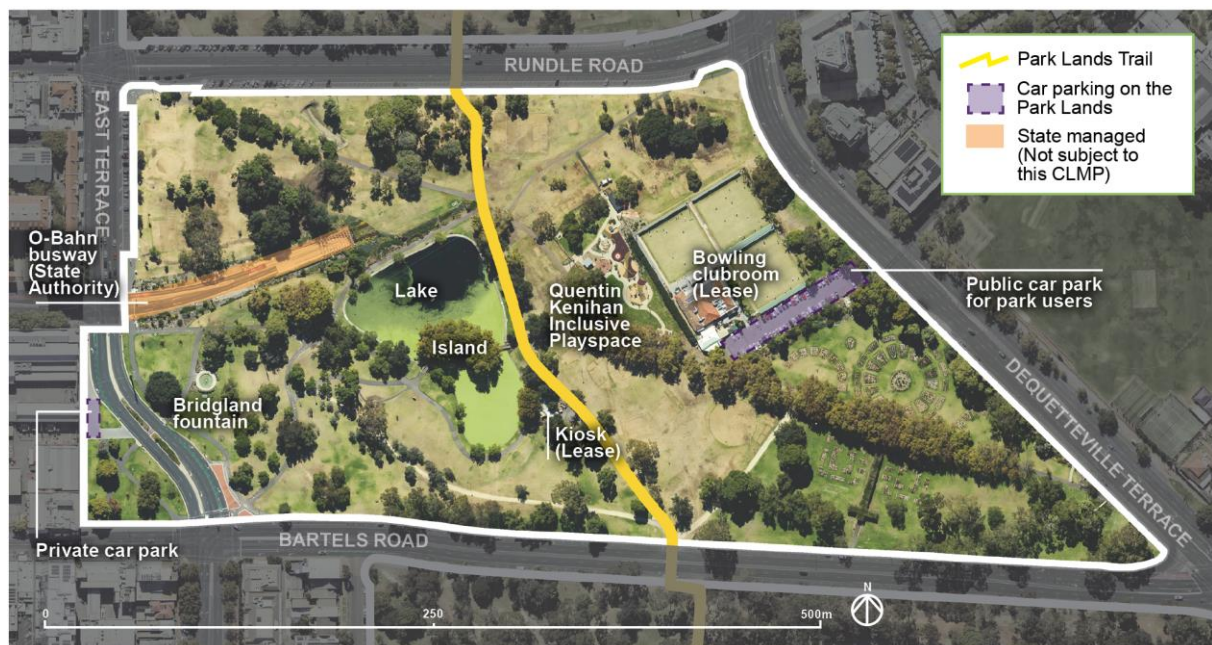 RUNDLE ROAD
Park Lands Trail
Car parking on the
Park Lands
State managed
(Not subject to
this CLMP)
EAST TERRACE
O-Bahn
busway
(State
Authority)
Lake
Island
Quentin
Kenihan
Inclusive
Playspace
Bowling
clubroom
(Lease)
Public car park
for park users
Bridgland
fountain
Kiosk
(Lease)
DEQUETTEVILLE TERRACE
Private car park
BARTELS ROAD
N
0 250 500m